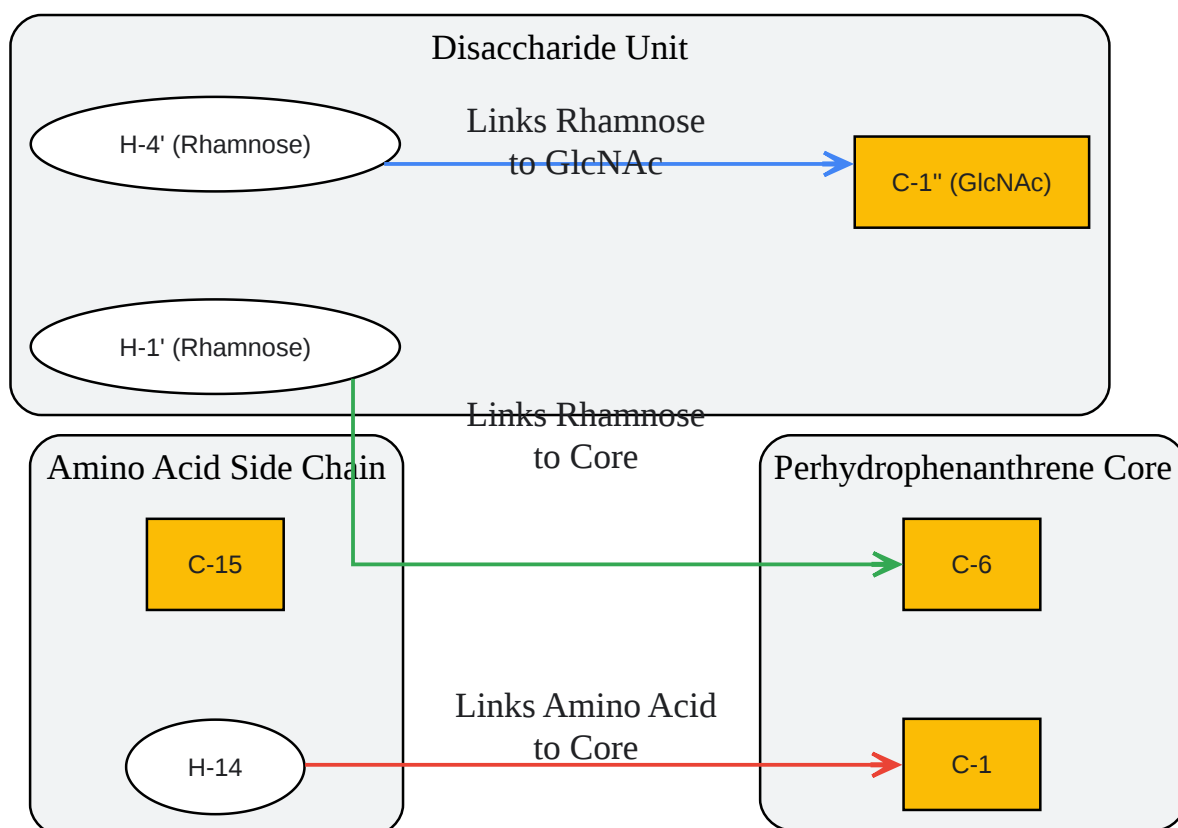 Disaccharide Unit
H-4' (Rhamnose)
Links Rhamnose
to GlcNAc
C-1'' (GlcNAc)
H-1' (Rhamnose)
Links Rhamnose
to Core
Amino Acid Side Chain
Perhydrophenanthrene Core
C-15
C-6
Links Amino Acid
to Core
H-14
C-1